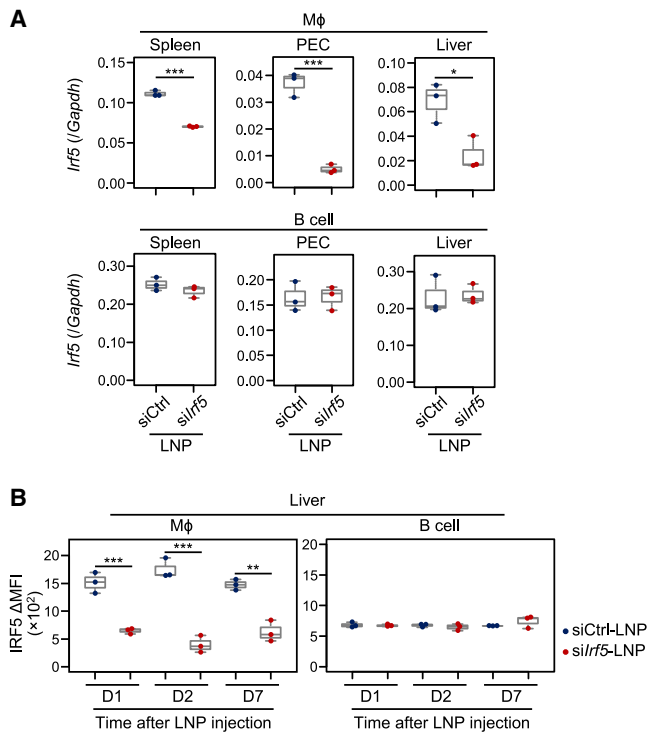 A
Mϕ
Spleen PEC Liver
Irf5 (/Gapdh)
0.15
0.10
0.05
0.00
***
0.04
0.03
0.02
0.01
0.00
***
0.10
0.08
0.06
0.04
0.02
0.00
*
B cell
Spleen PEC Liver
Irf5 (/Gapdh)
0.30
0.20
0.10
0.00
0.20
0.15
0.10
0.05
0.00
0.30
0.20
0.10
0.00
siCtrl siIrf5 siCtrl siIrf5 siCtrl siIrf5
LNP LNP LNP
B
Liver
Mϕ B cell
IRF5 ΔMFI
(×10²)
20
15
10
5
0
*** *** **
20
15
10
5
0
siCtrl-LNP
siIrf5-LNP
D1 D2 D7 D1 D2 D7
Time after LNP injection Time after LNP injection